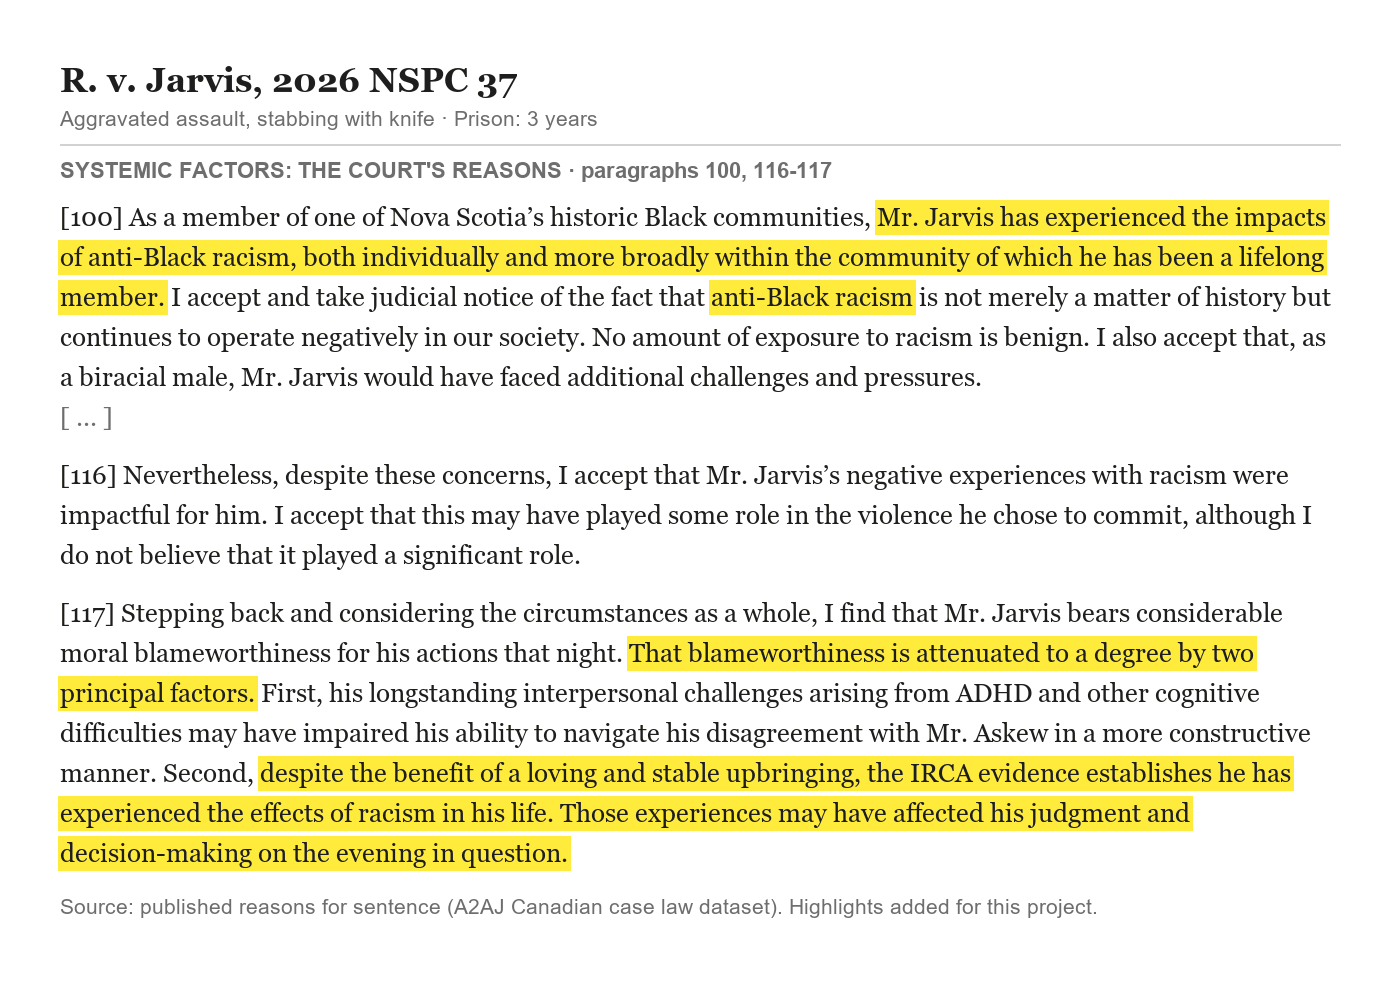 R. v. Jarvis, 2026 NSPC 37
Aggravated assault, stabbing with knife · Prison: 3 years
SYSTEMIC FACTORS: THE COURT'S REASONS · paragraphs 100, 116-117
[100] As a member of one of Nova Scotia’s historic Black communities, Mr. Jarvis has experienced the impacts
of anti-Black racism, both individually and more broadly within the community of which he has been a lifelong
member. I accept and take judicial notice of the fact that anti-Black racism is not merely a matter of history but
continues to operate negatively in our society. No amount of exposure to racism is benign. I also accept that, as
a biracial male, Mr. Jarvis would have faced additional challenges and pressures.
[ ... ]
[116] Nevertheless, despite these concerns, I accept that Mr. Jarvis’s negative experiences with racism were
impactful for him. I accept that this may have played some role in the violence he chose to commit, although I
do not believe that it played a significant role.
[117] Stepping back and considering the circumstances as a whole, I find that Mr. Jarvis bears considerable
moral blameworthiness for his actions that night. That blameworthiness is attenuated to a degree by two
principal factors. First, his longstanding interpersonal challenges arising from ADHD and other cognitive
difficulties may have impaired his ability to navigate his disagreement with Mr. Askew in a more constructive
manner. Second, despite the benefit of a loving and stable upbringing, the IRCA evidence establishes he has
experienced the effects of racism in his life. Those experiences may have affected his judgment and
decision-making on the evening in question.
Source: published reasons for sentence (A2AJ Canadian case law dataset). Highlights added for this project.